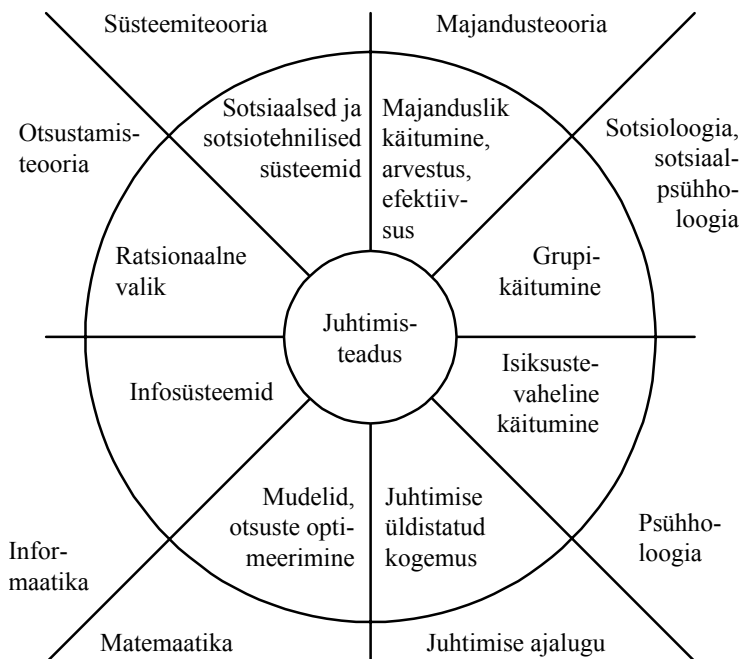 Süsteemiteooria
Majandusteooria
Otsustamis-
teooria
Sotsiaalsed ja
sotsiotehnilised
süsteemid
Majanduslik
käitumine,
arvestus,
efektiiv-
sus
Sotsioloogia,
sotsiaal-
psühho-
loogia
Ratsionaalne
valik
Grupi-
käitumine
Juhtimis-
teadus
Infosüsteemid
Isiksuste-
vaheline
käitumine
Mudelid,
otsuste opti-
meerimine
Juhtimise
üldistatud
kogemus
Infor-
maatika
Psühho-
loogia
Matemaatika
Juhtimise ajalugu